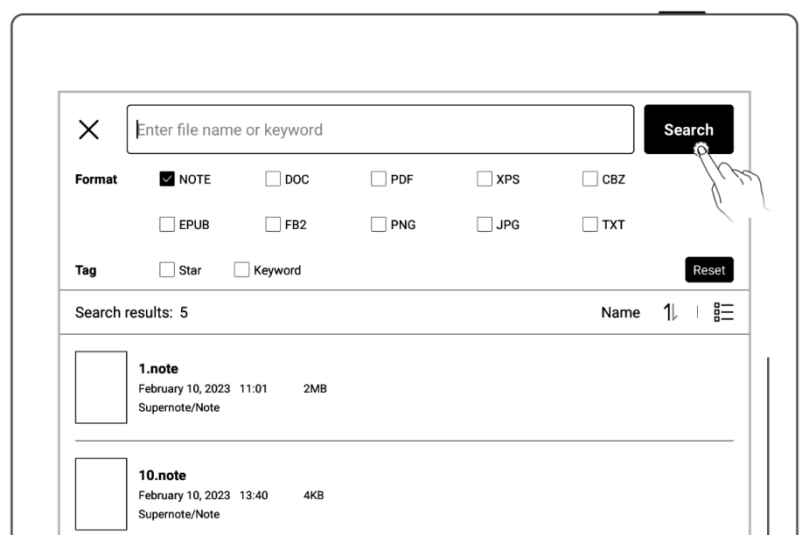 Enter file name or keyword Search
Format NOTE DOC PDF XPS CBZ
EPUB FB2 PNG JPG TXT
Tag Star Keyword Reset
Search results: 5 Name
1.note
February 10, 2023 11:01 2MB
Supernote/Note
10.note
February 10, 2023 13:40 4KB
Supernote/Note